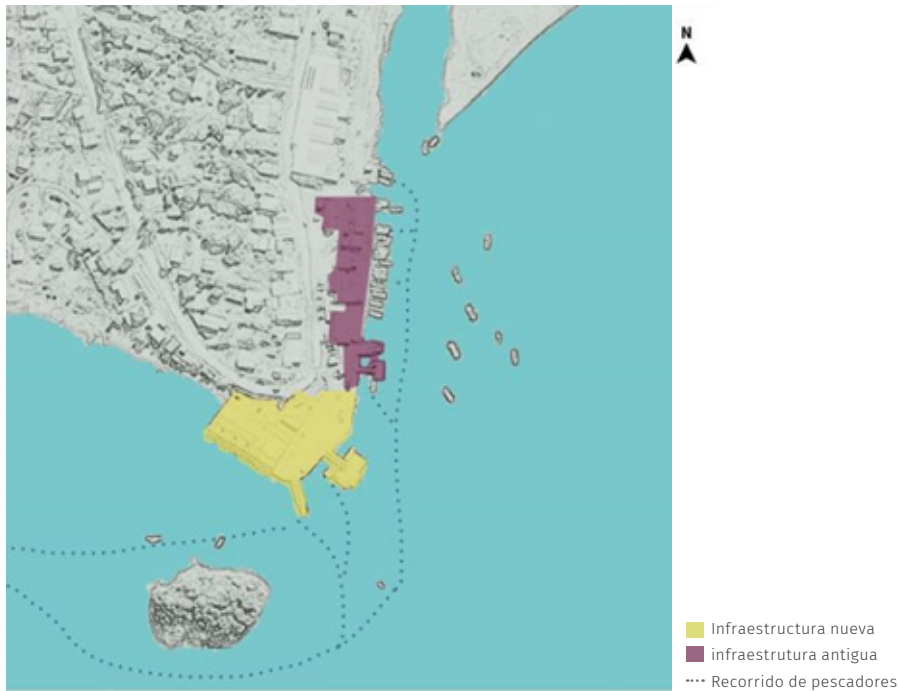 N
Infraestructura nueva
infraestrutura antigua
Recorrido de pescadores